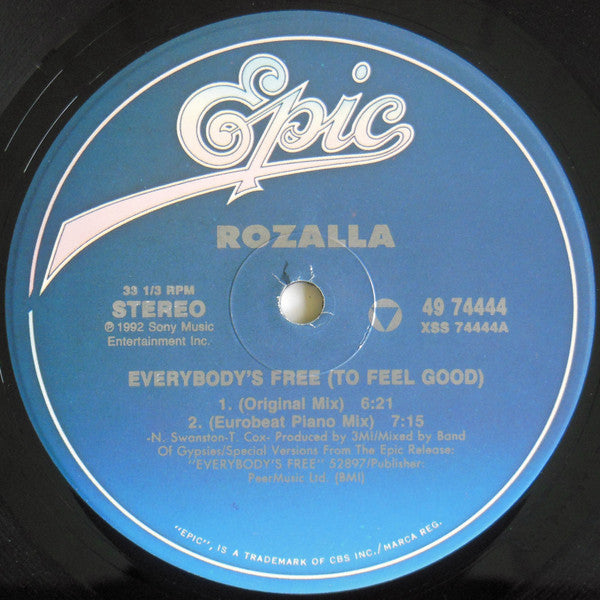 Epic
ROZALLA
33 1/3 RPM
STEREO
℗ 1992 Sony Music
Entertainment Inc.
49 74444
XSS 74444A
EVERYBODY'S FREE (TO FEEL GOOD)
1. (Original Mix) 6:21
2. (Eurobeat Piano Mix) 7:15
-N. Swanston-T. Cox- Produced by 3Mi/Mixed by Band
Of Gypsies/Special Versions From The Epic Release:
"EVERYBODY'S FREE" 52897/Publisher:
PeerMusic Ltd. (BMI)
"EPIC", IS A TRADEMARK OF CBS INC./MARCA REG.